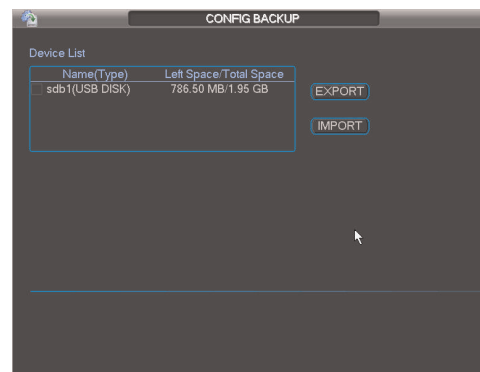 CONFIG BACKUP
Device List
Name(Type) Left Space/Total Space
sdb1(USB DISK) 786.50 MB/1.95 GB
EXPORT
IMPORT